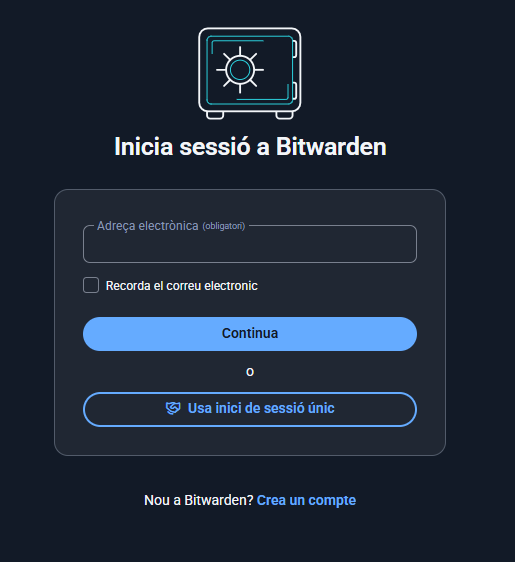 Inicia sessió a Bitwarden
Adreça electrònica (obligatori)
Recorda el correu electronic
Continua
o
Usa inici de sessió únic
Nou a Bitwarden? Crea un compte